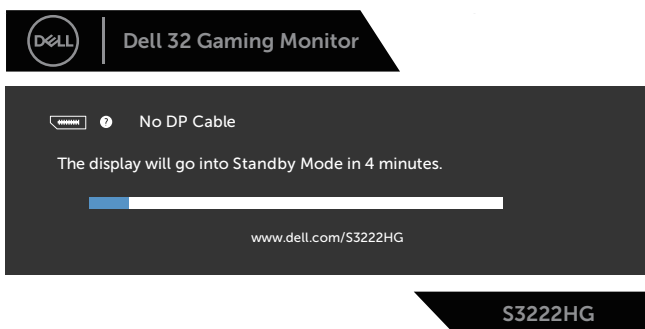 DELL
Dell 32 Gaming Monitor
? No DP Cable
The display will go into Standby Mode in 4 minutes.
www.dell.com/S3222HG
S3222HG